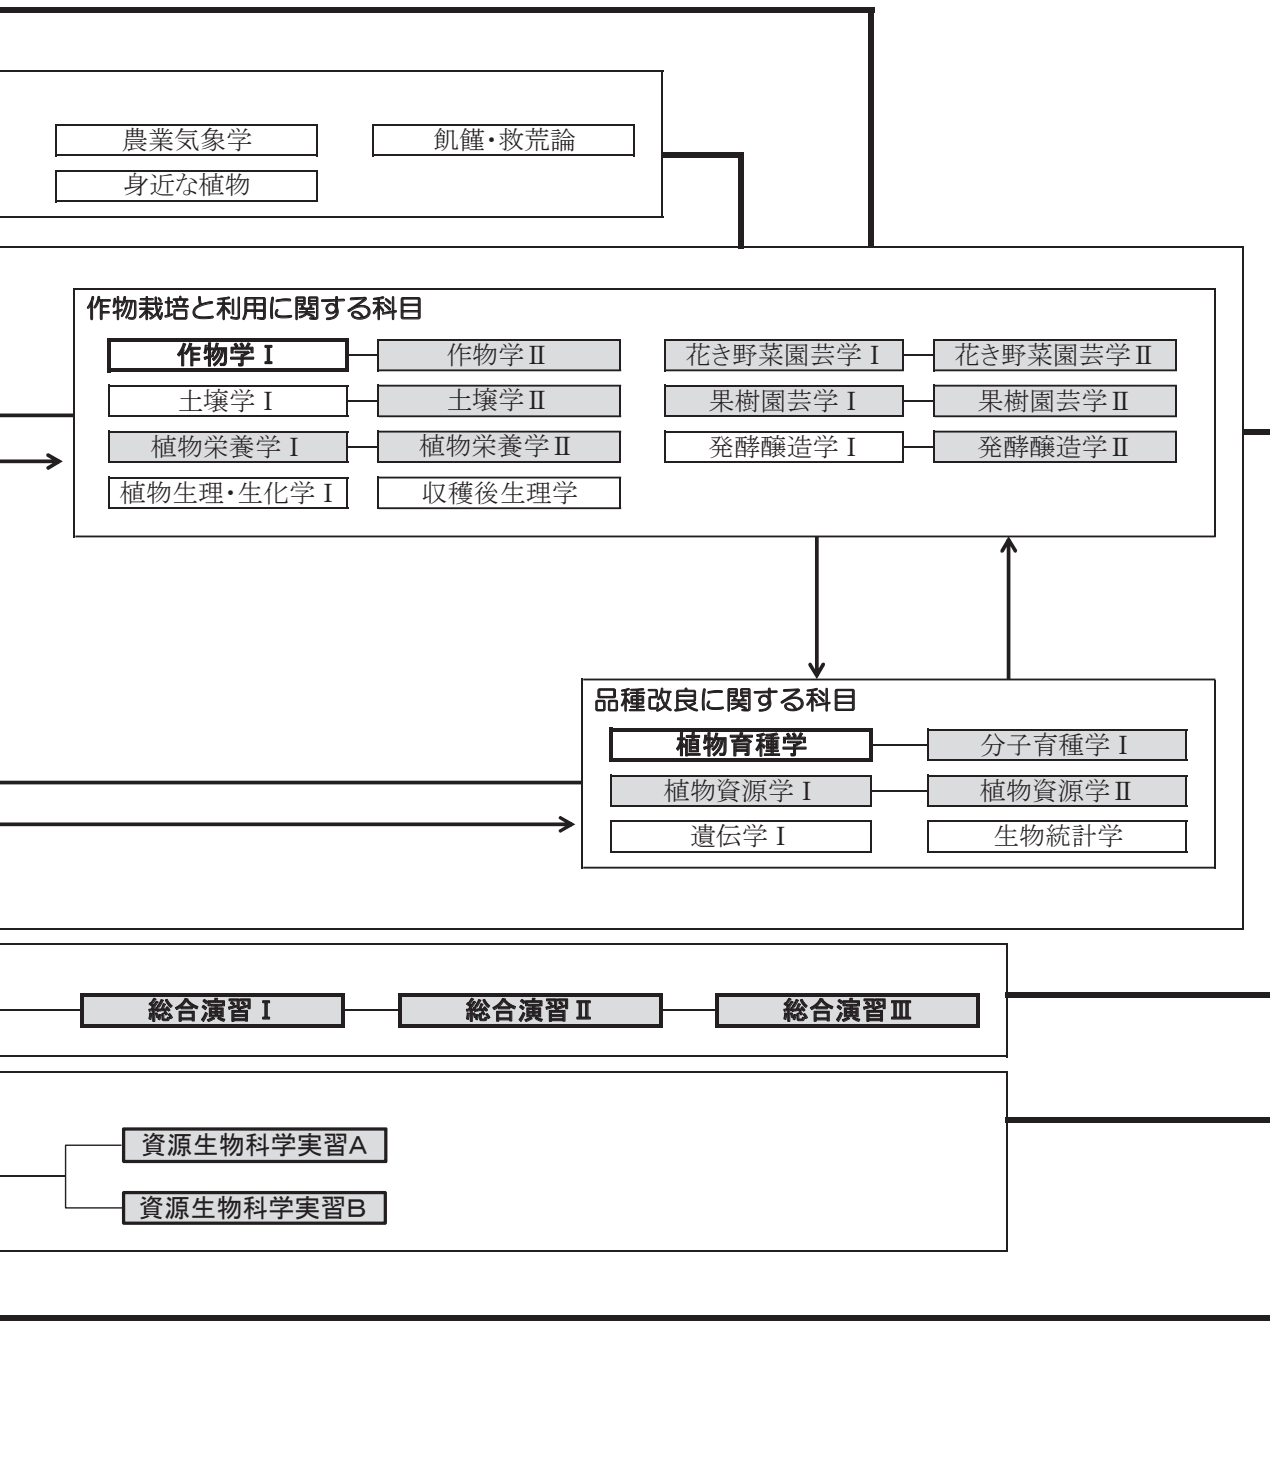 農業気象学
飢饉・救荒論
身近な植物
作物栽培と利用に関する科目
作物学Ⅰ
作物学Ⅱ
花き野菜園芸学Ⅰ
花き野菜園芸学Ⅱ
土壌学Ⅰ
土壌学Ⅱ
果樹園芸学Ⅰ
果樹園芸学Ⅱ
植物栄養学Ⅰ
植物栄養学Ⅱ
発酵醸造学Ⅰ
発酵醸造学Ⅱ
植物生理・生化学Ⅰ
収穫後生理学
品種改良に関する科目
植物育種学
分子育種学Ⅰ
植物資源学Ⅰ
植物資源学Ⅱ
遺伝学Ⅰ
生物統計学
総合演習Ⅰ
総合演習Ⅱ
総合演習Ⅲ
資源生物科学実習A
資源生物科学実習B